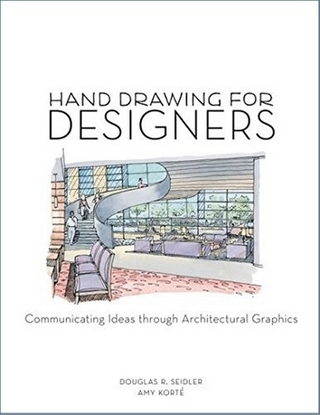 HAND DRAWING FOR
DESIGNERS
Communicating Ideas through Architectural Graphics
DOUGLAS R. SEIDLER
AMY KORTÉ